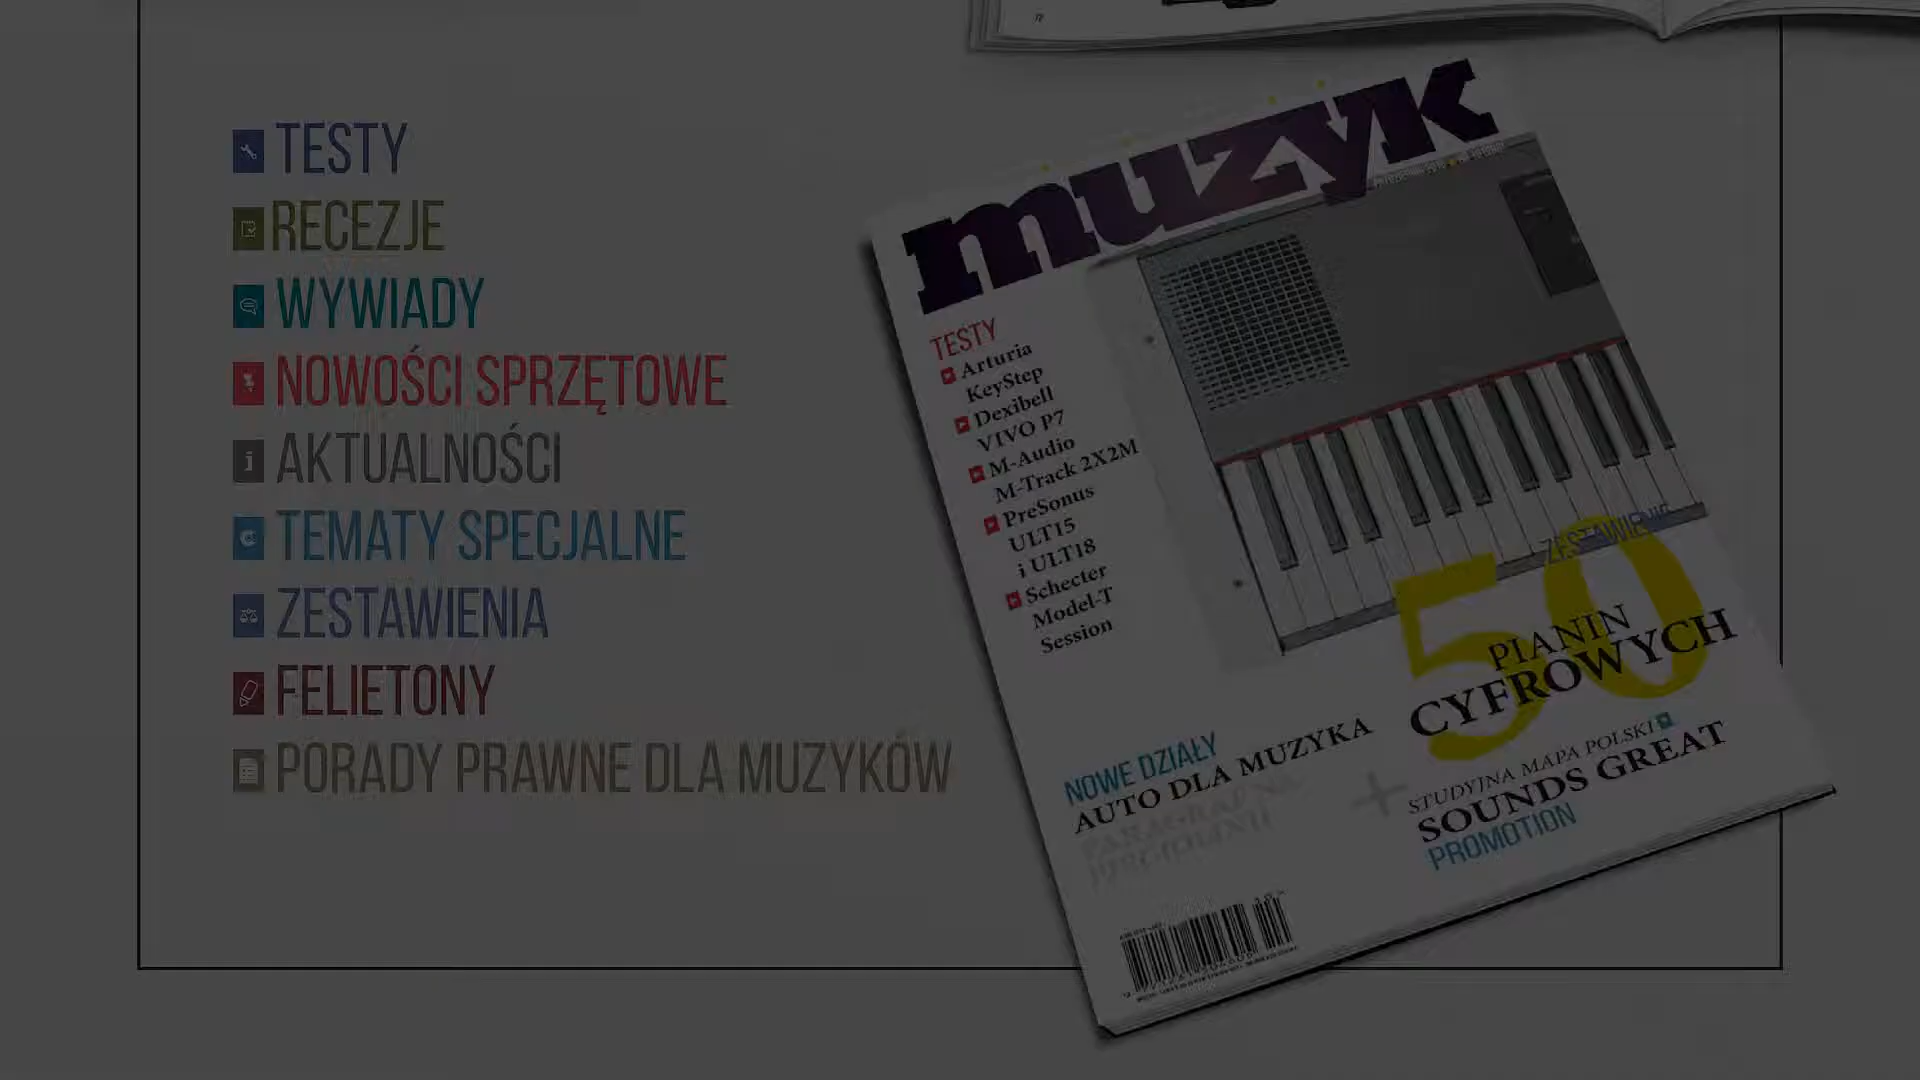 TESTY
RECEZJE
WYWIADY
NOWOŚCI SPRZĘTOWE
AKTUALNOŚCI
TEMATY SPECJALNE
ZESTAWIENIA
FELIETONY
PORADY PRAWNE DLA MUZYKÓW
muzyk
TESTY
Arturia
KeyStep
Dexibell
VIVO P7
M-Audio
M-Track 2X2M
PreSonus
ULT15
i ULT18
Schecter
Model-T
Session
ZESTAWIENIE
50
PIANIN
CYFROWYCH
NOWE DZIAŁY
AUTO DLA MUZYKA
+
STUDYJNA MAPA POLSKI
SOUNDS GREAT
PROMOTION